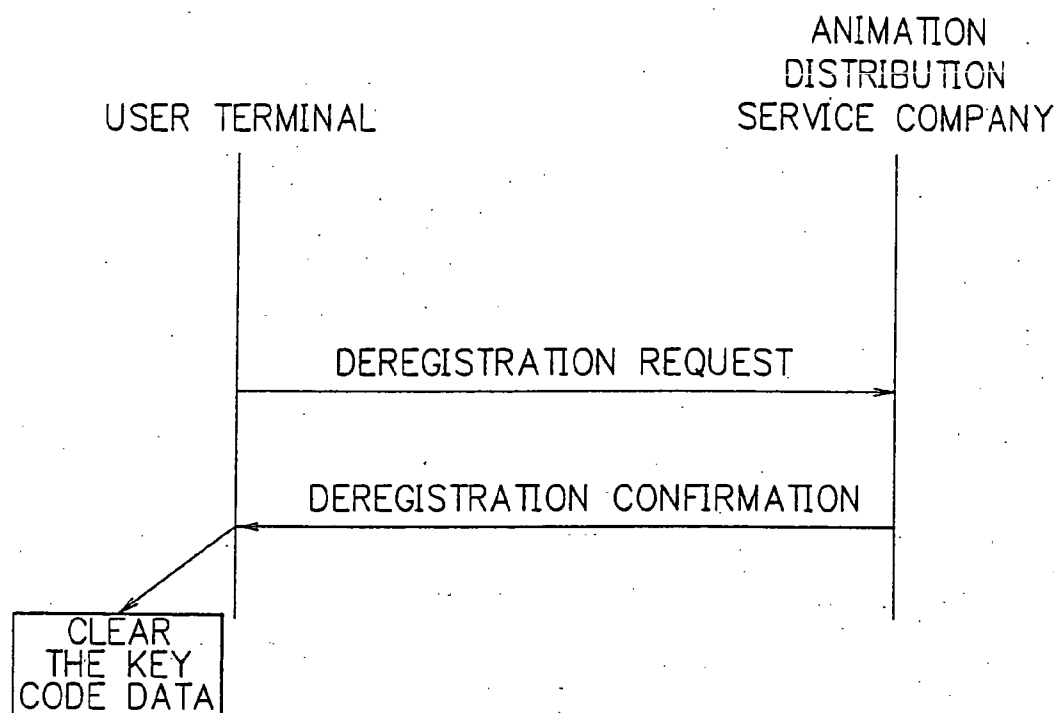 ANIMATION
DISTRIBUTION
SERVICE COMPANY
USER TERMINAL
DEREGISTRATION REQUEST
DEREGISTRATION CONFIRMATION
CLEAR
THE KEY
CODE DATA